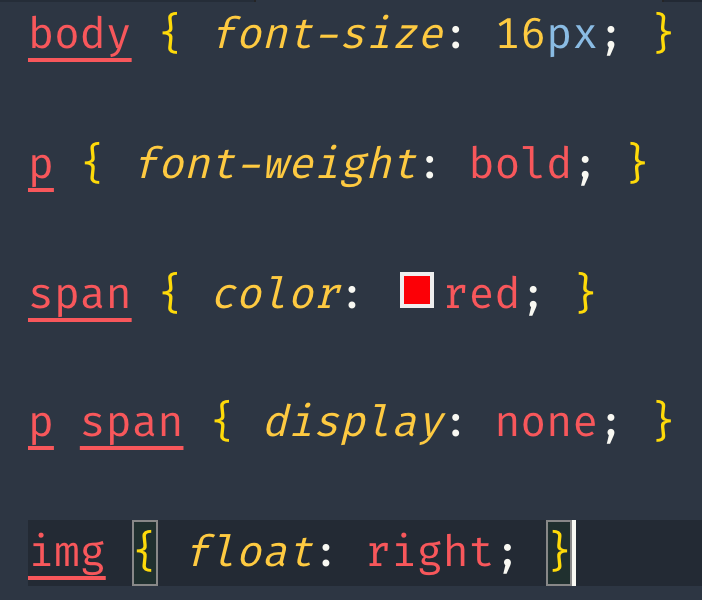 body { font-size: 16px; }
p { font-weight: bold; }
span { color: red; }
p span { display: none; }
img { float: right; }